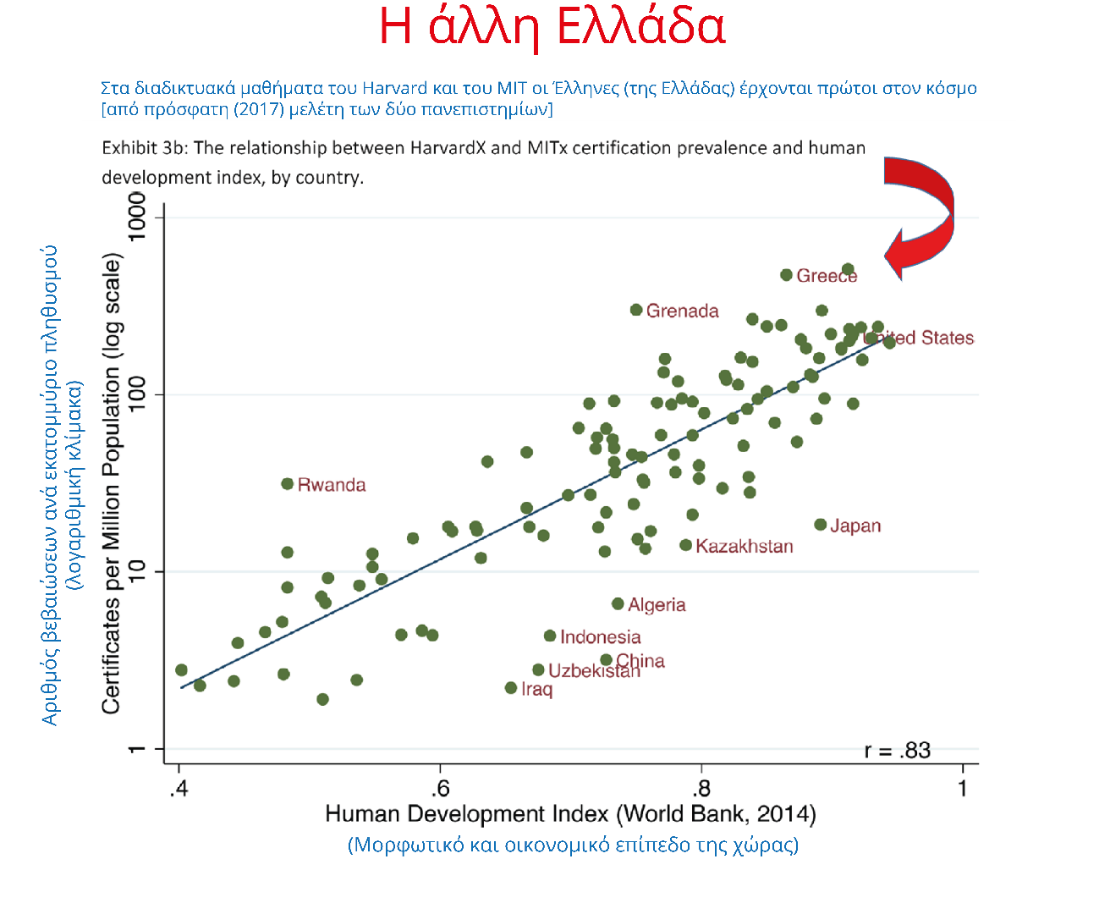 Η άλλη Ελλάδα
Στα διαδικτυακά μαθήματα του Harvard και του MIT οι Έλληνες (της Ελλάδας) έρχονται πρώτοι στον κόσμο
[από πρόσφατη (2017) μελέτη των δύο πανεπιστημίων]
Exhibit 3b: The relationship between HarvardX and MITx certification prevalence and human
development index, by country.
Αριθμός βεβαιώσεων ανά εκατομμύριο πληθυσμού
(λογαριθμική κλίμακα)
Certificates per Million Population (log scale)
1000
100
10
1
Greece
Grenada
United States
Rwanda
Japan
Kazakhstan
Algeria
Indonesia
China
Uzbekistan
Iraq
r = .83
.4
.6
.8
1
Human Development Index (World Bank, 2014)
(Μορφωτικό και οικονομικό επίπεδο της χώρας)